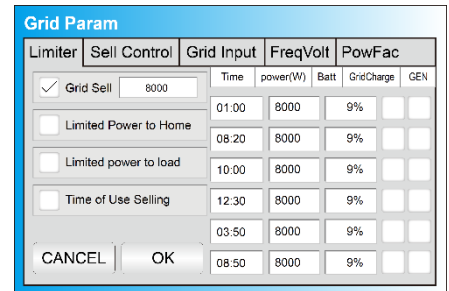 Grid Param
Limiter Sell Control Grid Input FreqVolt PowFac
Grid Sell 8000
Limited Power to Home
Limited power to load
Time of Use Selling
CANCEL OK
Time power(W) Batt GridCharge GEN
01:00 8000 9%
08:20 8000 9%
10:00 8000 9%
12:30 8000 9%
03:50 8000 9%
08:50 8000 9%